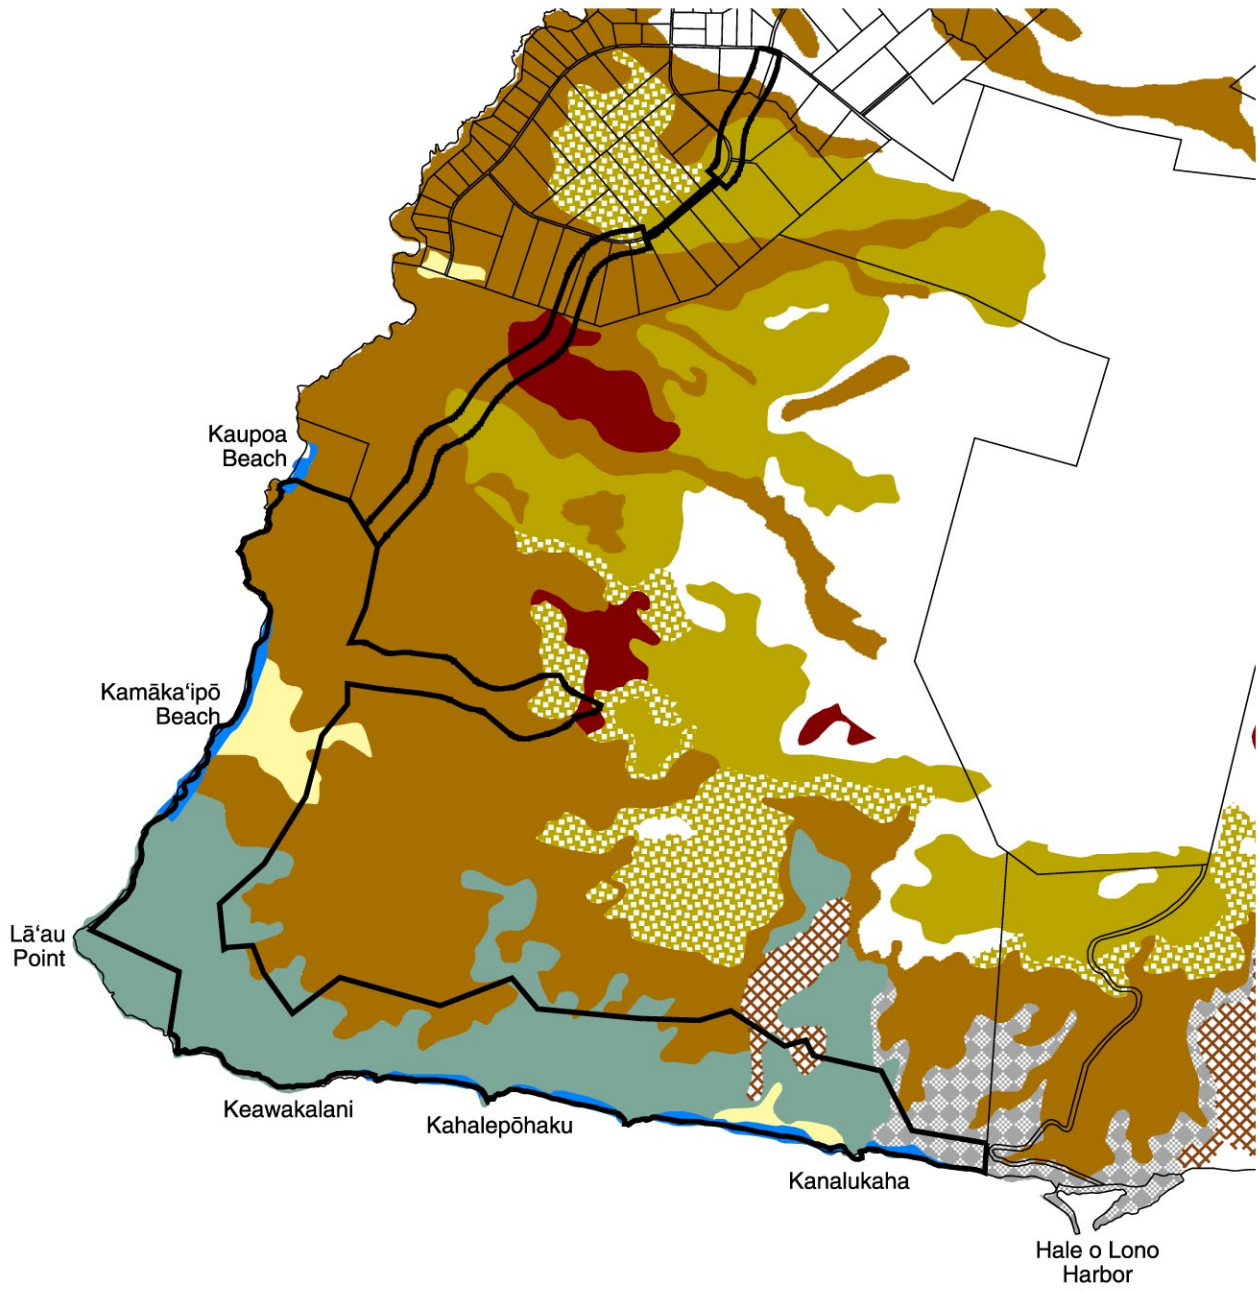 Kaupoa
Beach
Kamāka‘ipō
Beach
Lā‘au
Point
Keawakalani
Kahalepōhaku
Kanalukaha
Hale o Lono
Harbor